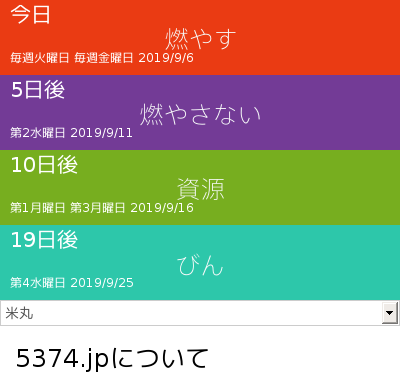 今日
燃やす
毎週火曜日 毎週金曜日 2019/9/6
5日後
燃やさない
第2水曜日 2019/9/11
10日後
資源
第1月曜日 第3月曜日 2019/9/16
19日後
びん
第4水曜日 2019/9/25
米丸
5374.jpについて